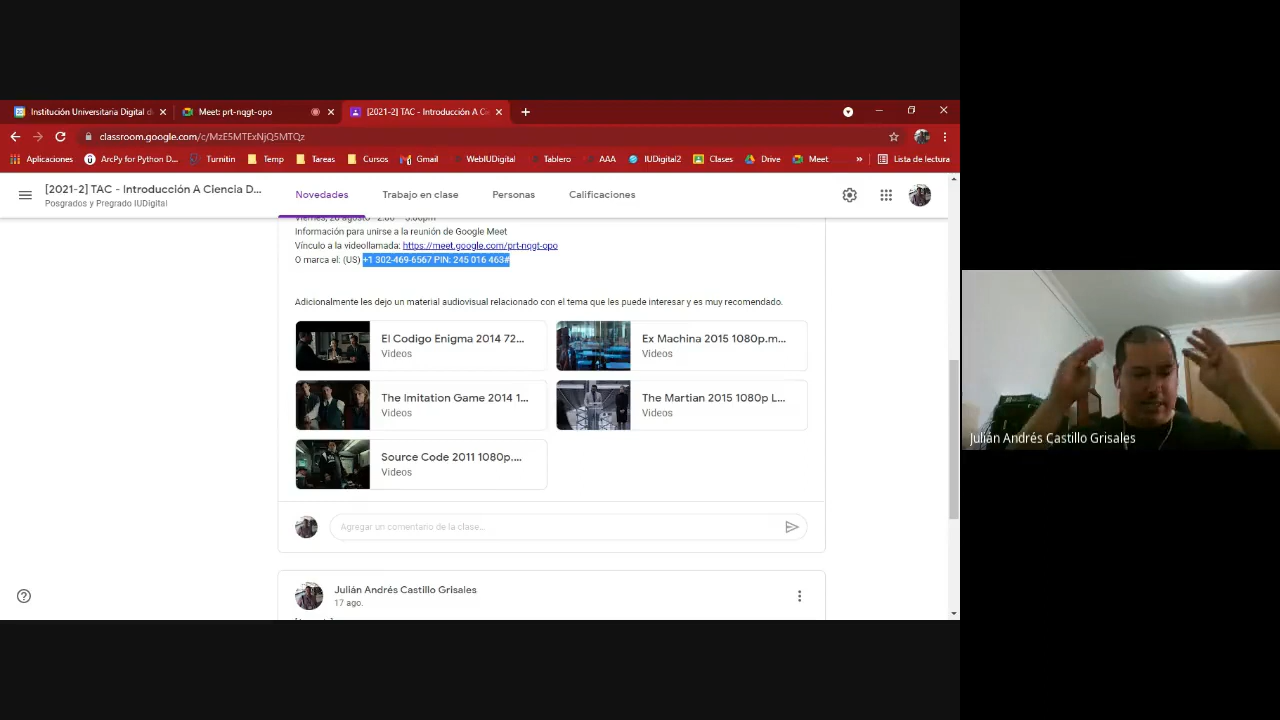 Institución Universitaria Digital d
Meet: prt-nqgt-opo
[2021-2] TAC - Introducción A Ci
classroom.google.com/c/MzE5MTExNjQ5MTQz
Aplicaciones
ArcPy for Python D...
Turnitin
Temp
Tareas
Cursos
Gmail
WebIUDigital
Tablero
AAA
IUDigital2
Clases
Drive
Meet
»
Lista de lectura
[2021-2] TAC - Introducción A Ciencia D...
Posgrados y Pregrado IUDigital
Novedades
Trabajo en clase
Personas
Calificaciones
Información para unirse a la reunión de Google Meet
Vínculo a la videollamada: https://meet.google.com/prt-nqgt-opo
O marca el: (US) +1 302-469-6567 PIN: 245 016 463#
Adicionalmente les dejo un material audiovisual relacionado con el tema que les puede interesar y es muy recomendado.
El Codigo Enigma 2014 72...
Videos
Ex Machina 2015 1080p.m...
Videos
The Imitation Game 2014 1...
Videos
The Martian 2015 1080p L...
Videos
Source Code 2011 1080p....
Videos
Agregar un comentario de la clase...
Julián Andrés Castillo Grisales
17 ago.
Julián Andrés Castillo Grisales